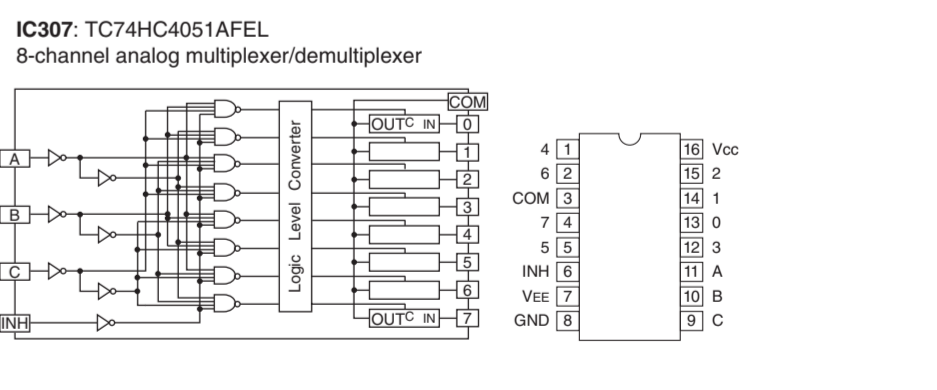 IC307: TC74HC4051AFEL
8-channel analog multiplexer/demultiplexer
COM
OUT C IN 0
1
2
3
4
5
6
OUT C IN 7
A
B
C
INH
Logic Level Converter
4 1 16 Vcc
6 2 15 2
COM 3 14 1
7 4 13 0
5 5 12 3
INH 6 11 A
VEE 7 10 B
GND 8 9 C